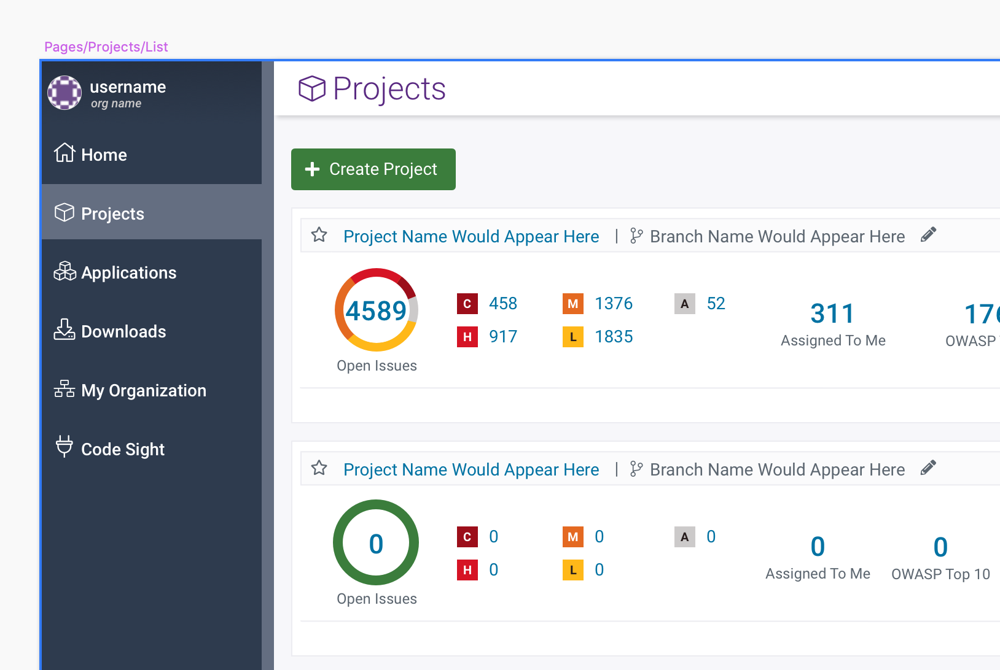 Pages/Projects/List
username
org name
Home
Projects
Applications
Downloads
My Organization
Code Sight
Projects
Create Project
Project Name Would Appear Here | Branch Name Would Appear Here
4589
Open Issues
C 458
H 917
M 1376
L 1835
A 52
311
Assigned To Me
OWASP
Project Name Would Appear Here | Branch Name Would Appear Here
0
Open Issues
C 0
H 0
M 0
L 0
A 0
0
Assigned To Me
0
OWASP Top 10